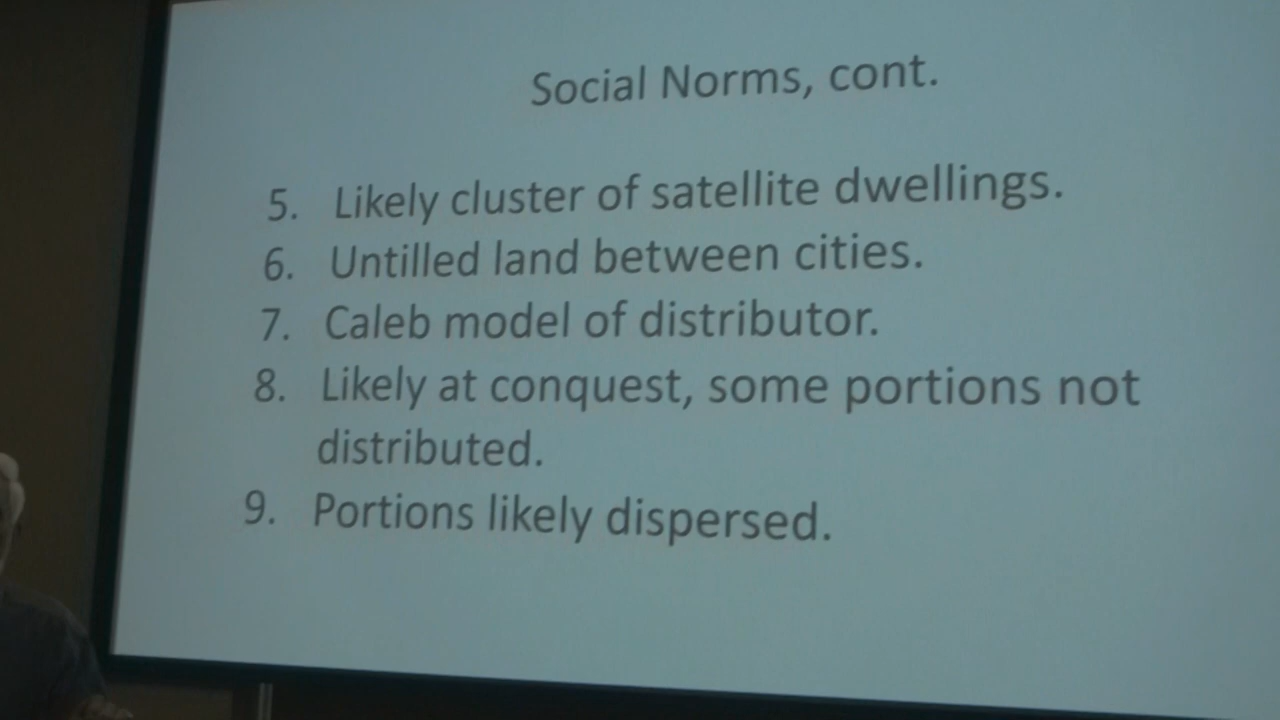 Social Norms, cont.
5. Likely cluster of satellite dwellings.
6. Untilled land between cities.
7. Caleb model of distributor.
8. Likely at conquest, some portions not
distributed.
9. Portions likely dispersed.